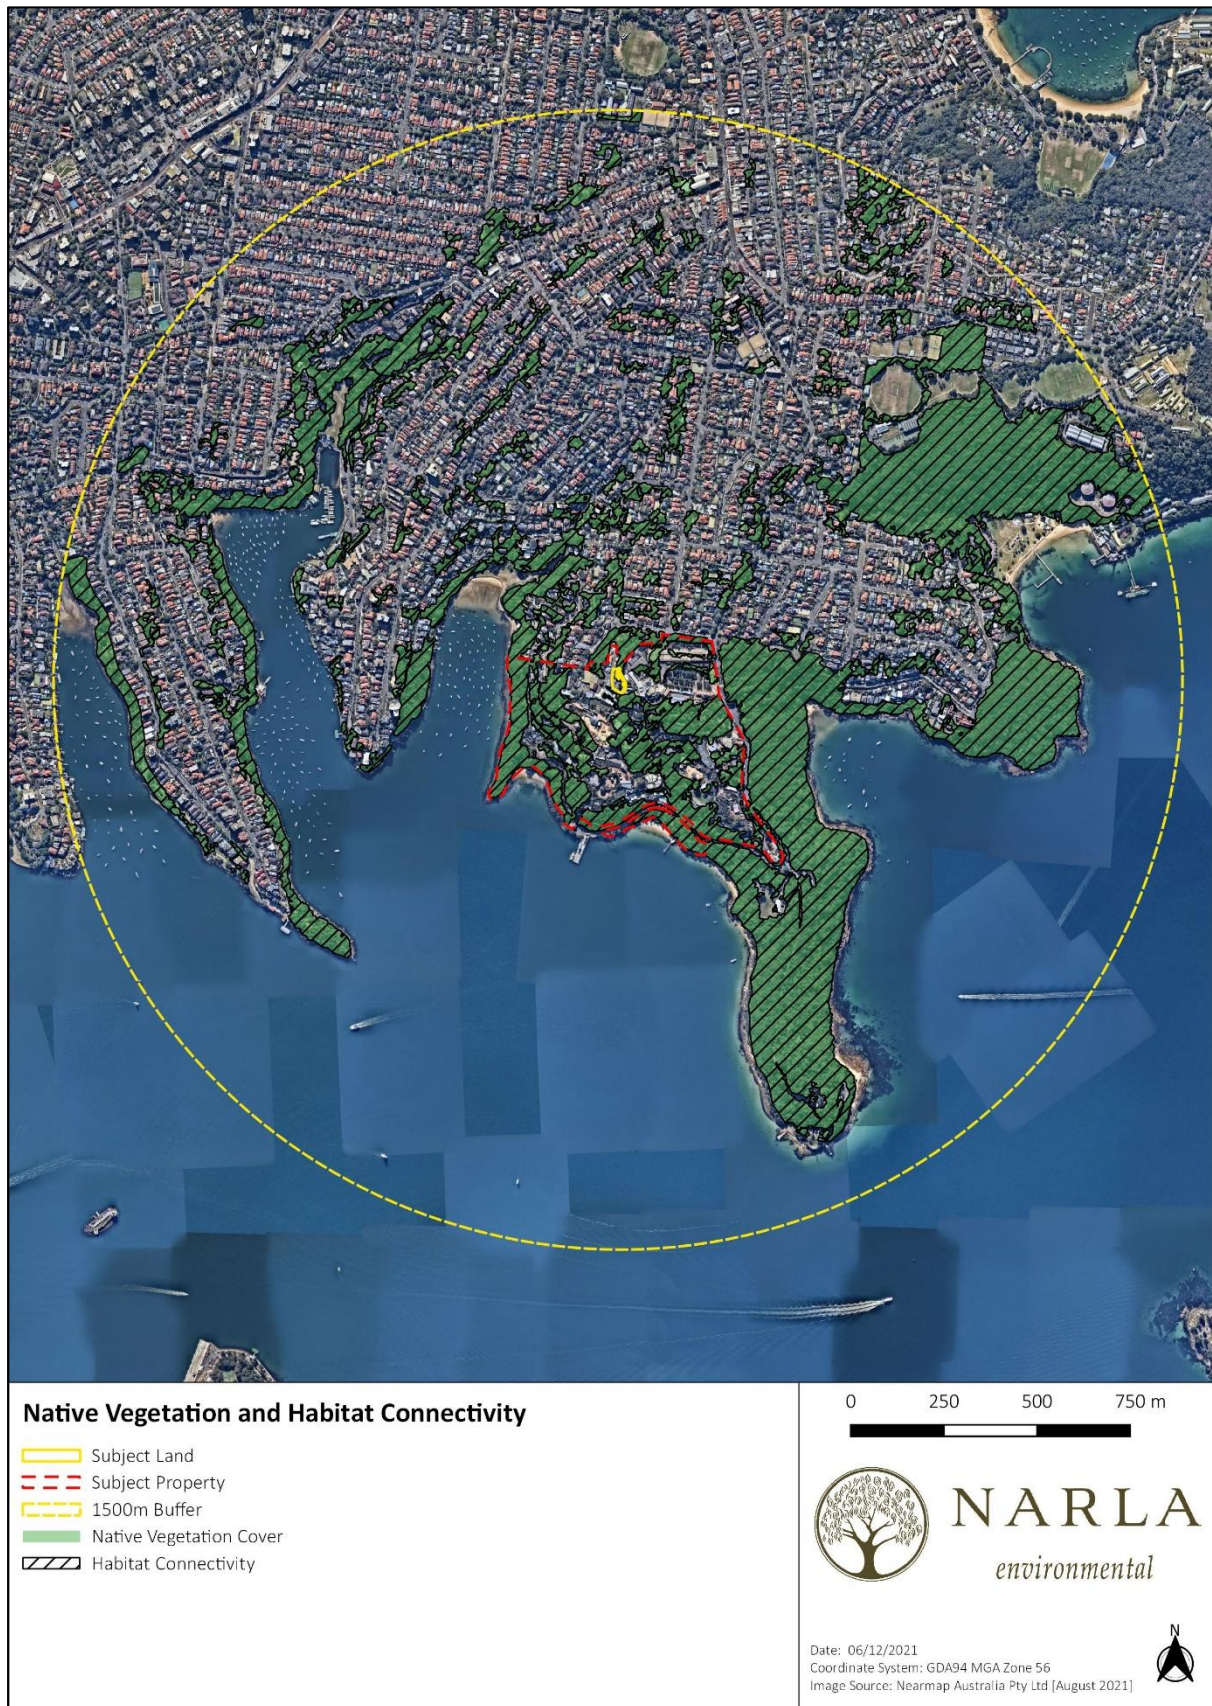 Native Vegetation and Habitat Connectivity
Subject Land
Subject Property
1500m Buffer
Native Vegetation Cover
Habitat Connectivity
0 250 500 750 m
NARLA
environmental
N
Date: 06/12/2021
Coordinate System: GDA94 MGA Zone 56
Image Source: Nearmap Australia Pty Ltd [August 2021]